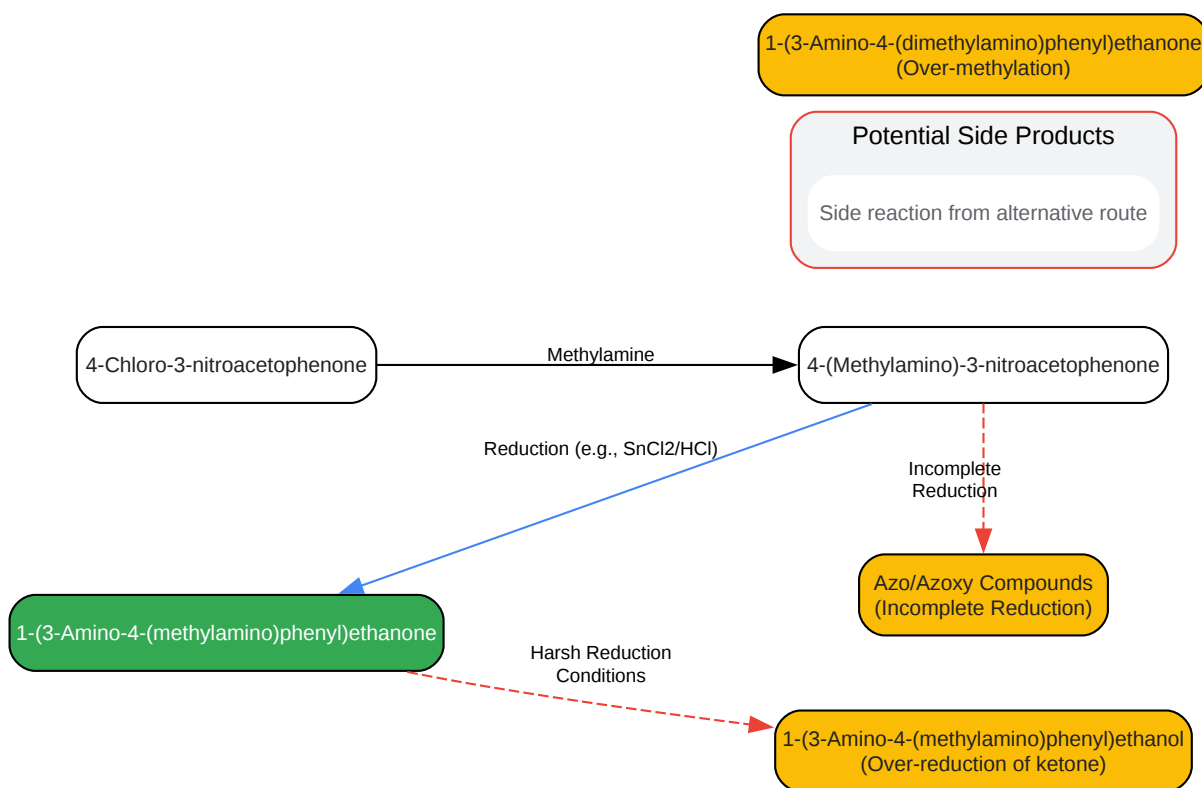 1-(3-Amino-4-(dimethylamino)phenyl)ethanone
(Over-methylation)
Potential Side Products
Side reaction from alternative route
4-Chloro-3-nitroacetophenone
Methylamine
4-(Methylamino)-3-nitroacetophenone
Reduction (e.g., SnCl2/HCl)
Incomplete
Reduction
Azo/Azoxy Compounds
(Incomplete Reduction)
1-(3-Amino-4-(methylamino)phenyl)ethanone
Harsh Reduction
Conditions
1-(3-Amino-4-(methylamino)phenyl)ethanol
(Over-reduction of ketone)